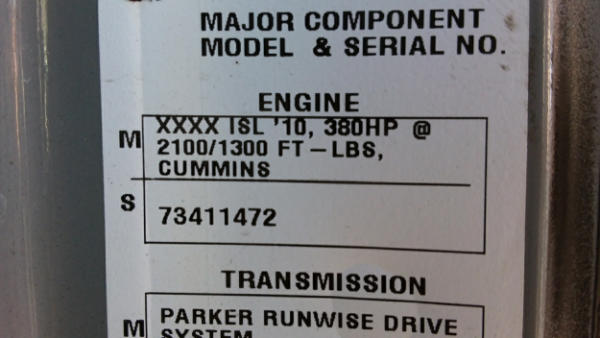 MAJOR COMPONENT
MODEL & SERIAL NO.
ENGINE
M XXXX ISL '10, 380HP @
2100/1300 FT-LBS,
CUMMINS
S 73411472
TRANSMISSION
M PARKER RUNWISE DRIVE
SYSTEM